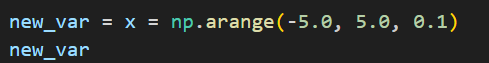 new_var = x = np.arange(-5.0, 5.0, 0.1)
new_var